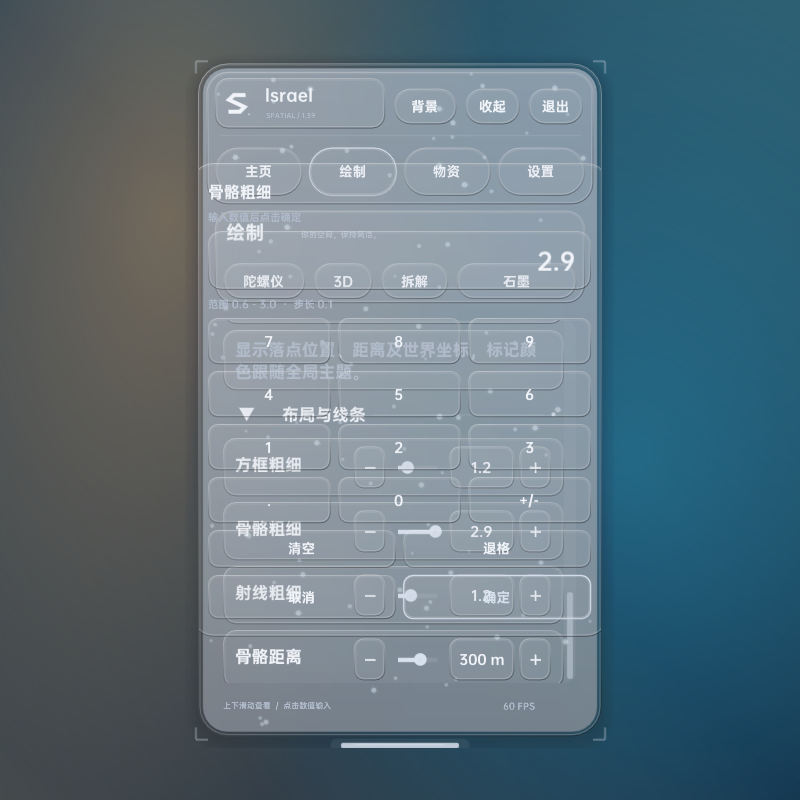 Israel
SPATIAL / 1.59
背景
收起
退出
主页
绘制
物资
设置
骨骼粗细
输入数值后点击确定
绘制
2.9
陀螺仪
3D
拆解
石墨
范围 0.6 - 3.0 · 步长 0.1
7
8
9
显示落点位置、距离及世界坐标，标记颜
色跟随全局主题。
4
5
6
▼ 布局与线条
1
2
3
方框粗细
− 1.2 +
.
0
+/-
骨骼粗细
− 2.9 +
清空
退格
射线粗细
− 1.2 +
取消
确定
骨骼距离
− 300 m +
上下滑动查看 / 点击数值输入
60 FPS